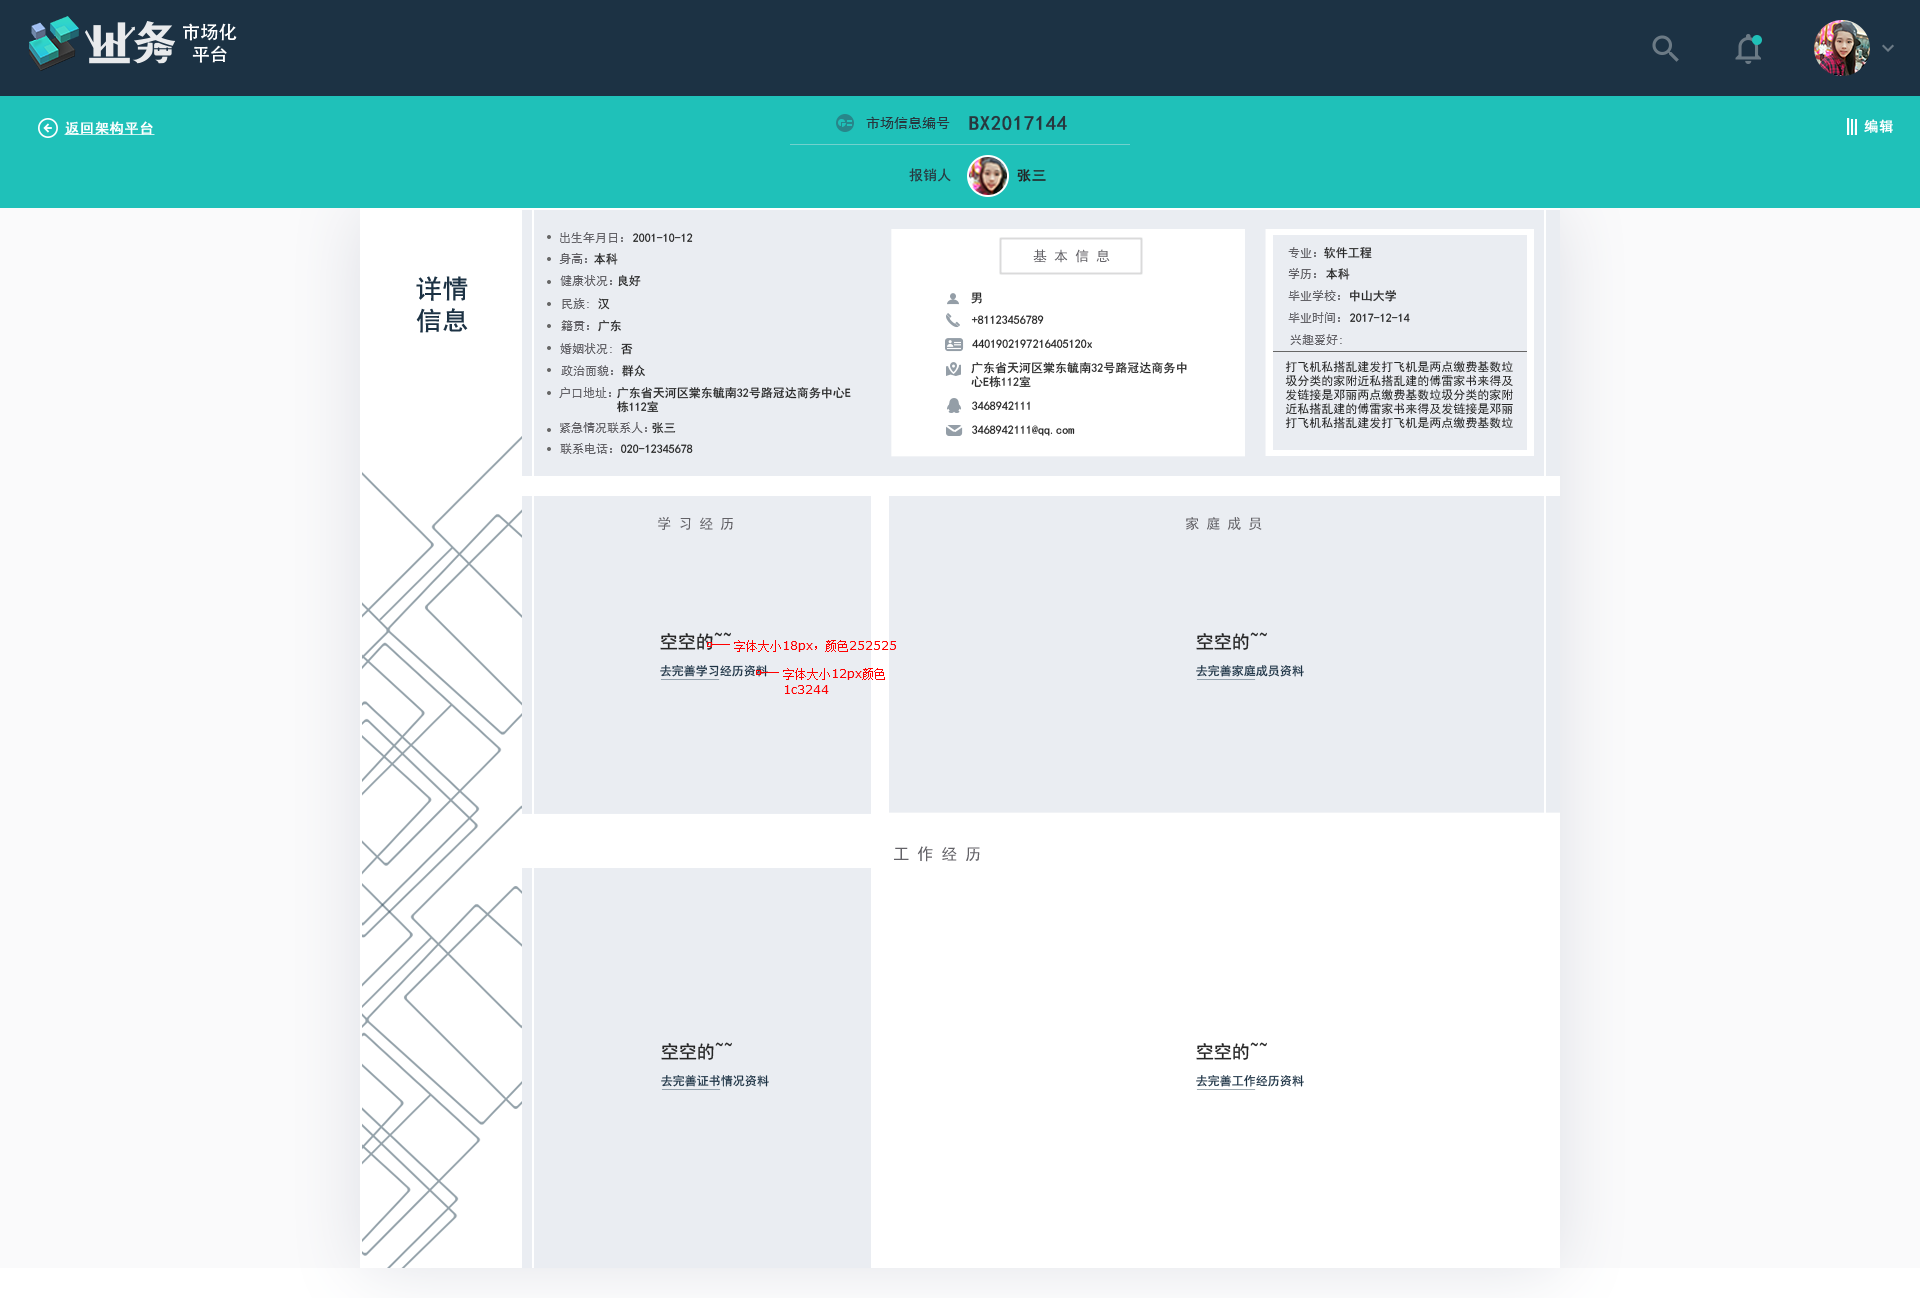 业务
市场化
平台
返回架构平台
市场信息编号 BX2017144
编辑
报销人 张三
详情
信息
出生年月日：2001-10-12
身高：本科
健康状况：良好
民族：汉
籍贯：广东
婚姻状况：否
政治面貌：群众
户口地址：广东省天河区棠东毓南32号路冠达商务中心E
栋112室
紧急情况联系人：张三
联系电话：020-12345678
基本信息
男
+81123456789
4401902197216405120x
广东省天河区棠东毓南32号路冠达商务中
心E栋112室
3468942111
3468942111@qq.com
专业：软件工程
学历：本科
毕业学校：中山大学
毕业时间：2017-12-14
兴趣爱好：
打飞机私搭乱建发打飞机是两点缴费基数垃
圾分类的家附近私搭乱建的傅雷家书来得及
发链接是邓丽两点缴费基数垃圾分类的家附
近私搭乱建的傅雷家书来得及发链接是邓丽
打飞机私搭乱建发打飞机是两点缴费基数垃
学习经历
空空的~~
字体大小18px，颜色252525
去完善学习经历资料
字体大小12px颜色
1c3244
家庭成员
空空的~~
去完善家庭成员资料
工作经历
空空的~~
去完善证书情况资料
空空的~~
去完善工作经历资料